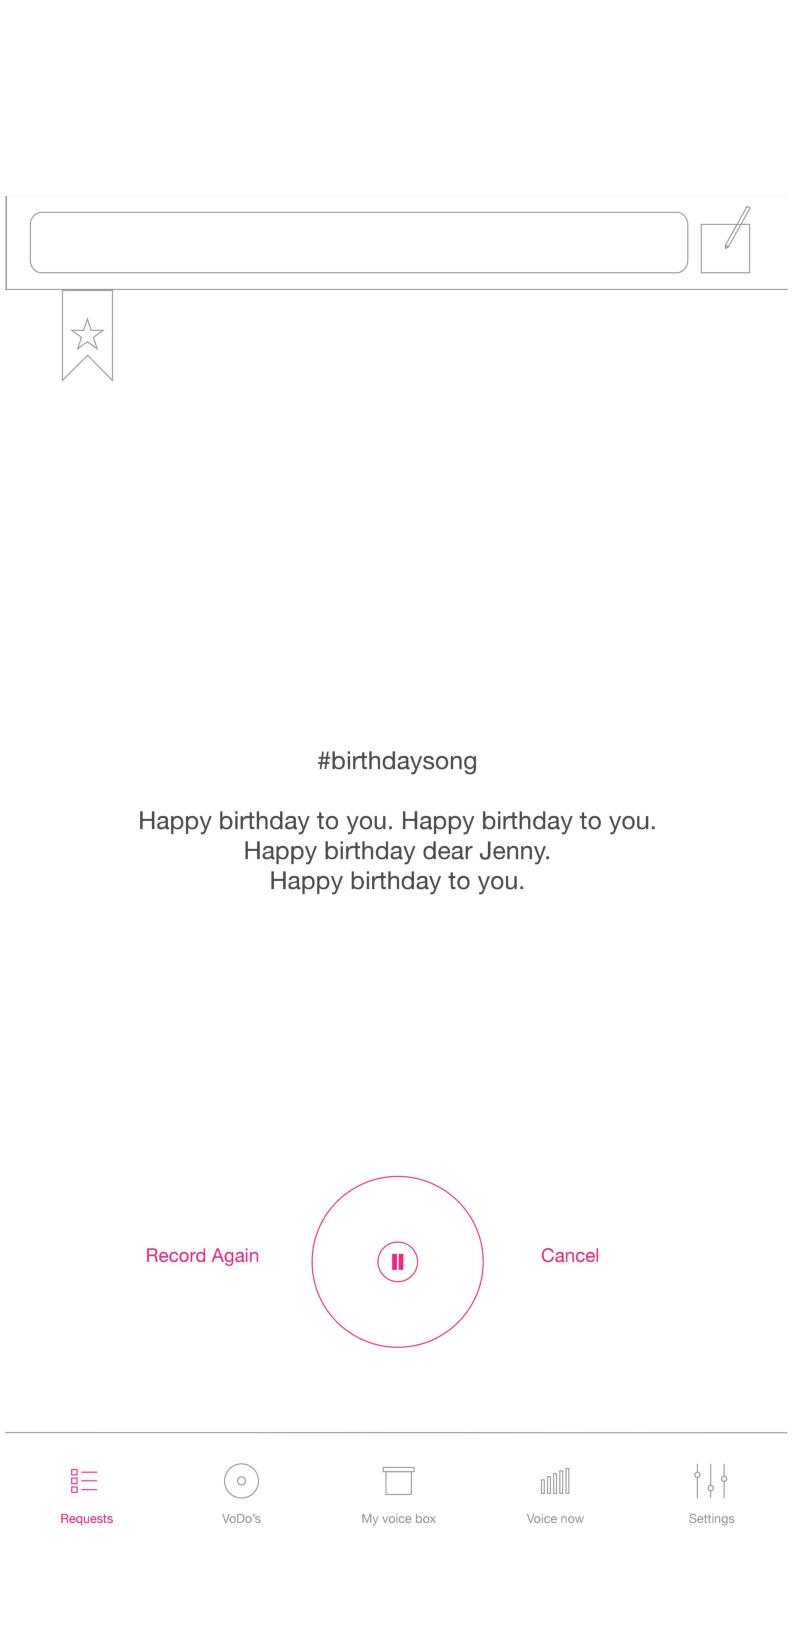 #birthdaysong
Happy birthday to you. Happy birthday to you.
Happy birthday dear Jenny.
Happy birthday to you.
Record Again
Cancel
Requests
VoDo's
My voice box
Voice now
Settings